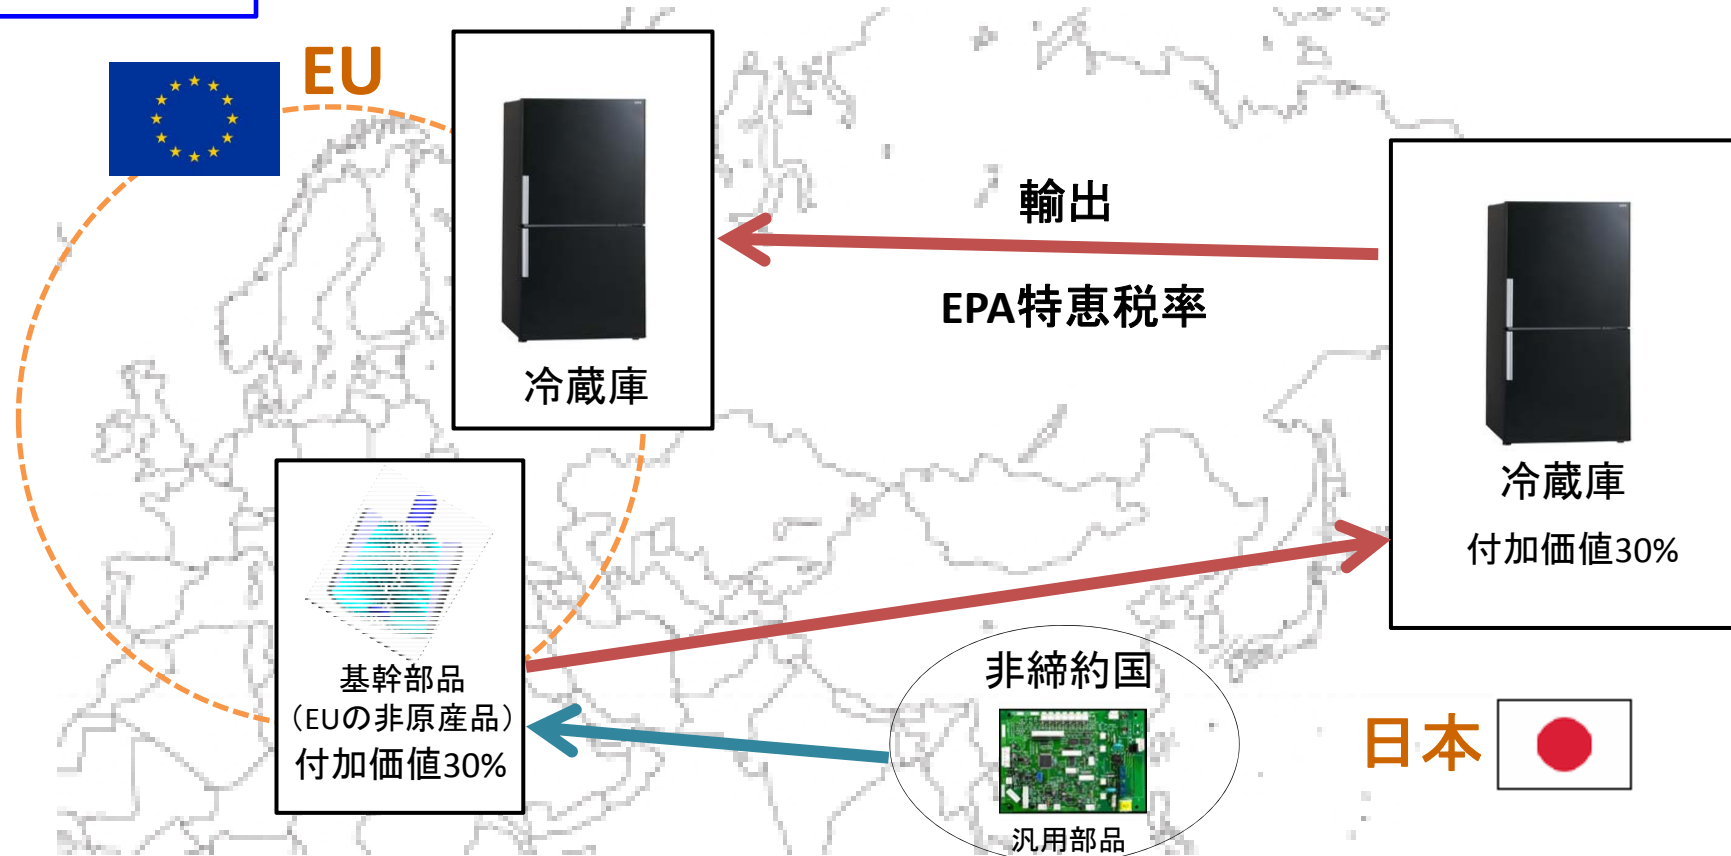 EU
冷蔵庫
輸出
EPA特恵税率
冷蔵庫
付加価値30%
基幹部品
（EUの非原産品）
付加価値30%
非締約国
汎用部品
日本